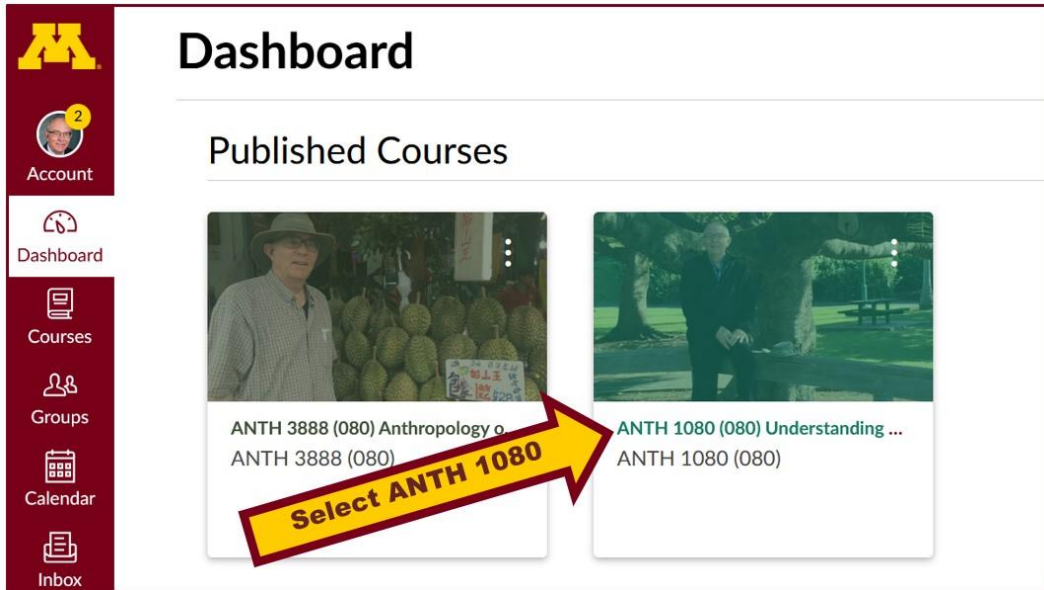 M
Dashboard
2
Account
Dashboard
Courses
Groups
Calendar
Inbox
Published Courses
ANTH 3888 (080) Anthropology o...
ANTH 3888 (080)
Select ANTH 1080
ANTH 1080 (080) Understanding ...
ANTH 1080 (080)